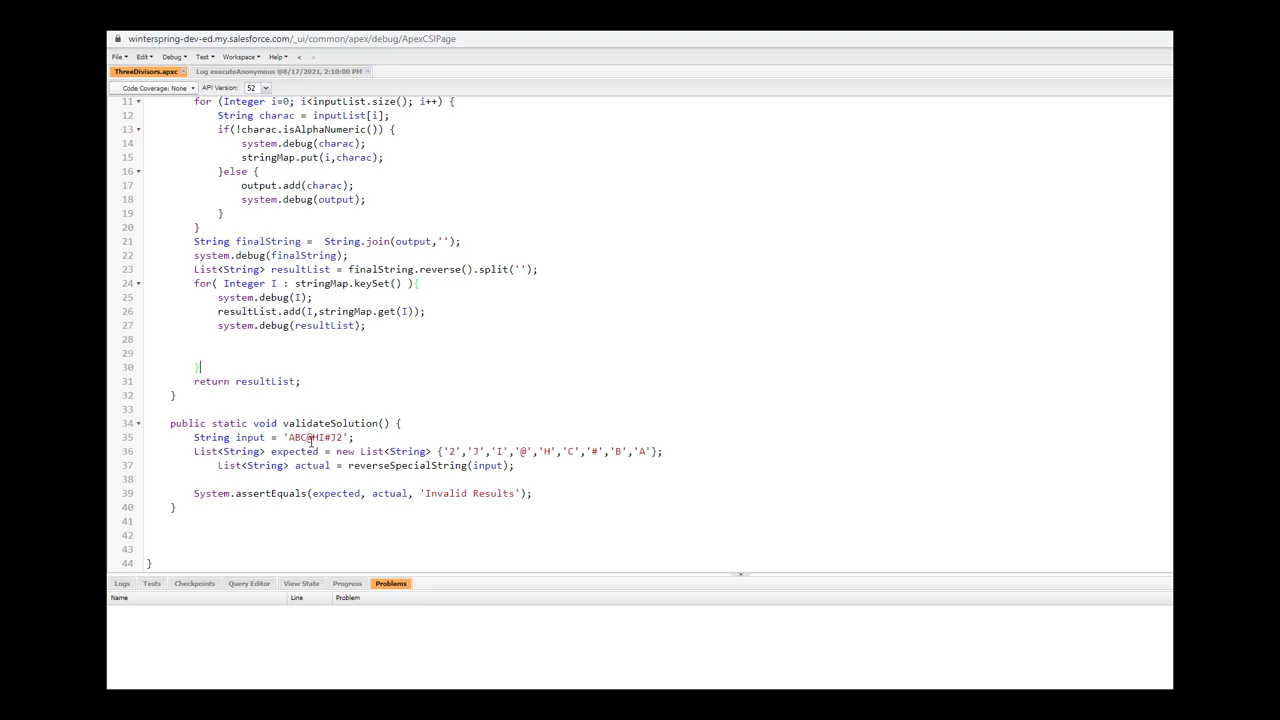 winterspring-dev-ed.my.salesforce.com/_ui/common/apex/debug/ApexCSIPage
File Edit Debug Test Workspace Help < >
ThreeDivisors.apxc Log executeAnonymous @8/17/2021, 2:10:00 PM
Code Coverage: None API Version: 52
11 for (Integer i=0; i<inputList.size(); i++) {
12 String charac = inputList[i];
13 if(!charac.isAlphaNumeric()) {
14 system.debug(charac);
15 stringMap.put(i,charac);
16 }else {
17 output.add(charac);
18 system.debug(output);
19 }
20 }
21 String finalString = String.join(output,'');
22 system.debug(finalString);
23 List<String> resultList = finalString.reverse().split('');
24 for( Integer I : stringMap.keySet() ){
25 system.debug(I);
26 resultList.add(I,stringMap.get(I));
27 system.debug(resultList);
28
29
30 }
31 return resultList;
32 }
33
34 public static void validateSolution() {
35 String input = 'ABC@HI#J2';
36 List<String> expected = new List<String> {'2','J','I','@','H','C','#','B','A'};
37 List<String> actual = reverseSpecialString(input);
38
39 System.assertEquals(expected, actual, 'Invalid Results');
40 }
41
42
43
44 }
Logs Tests Checkpoints Query Editor View State Progress Problems
Name Line Problem